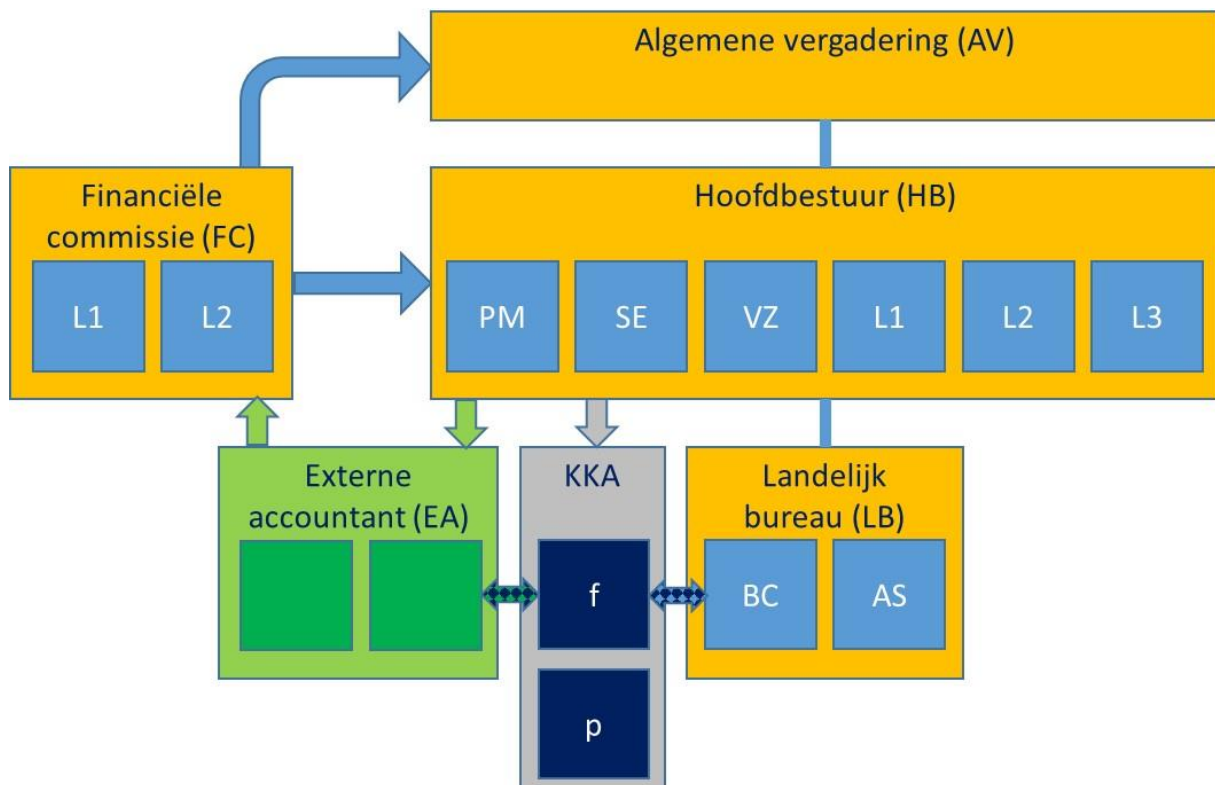 Algemene vergadering (AV)
Financiële
commissie (FC)
L1
L2
Hoofdbestuur (HB)
PM
SE
VZ
L1
L2
L3
Externe
accountant (EA)
KKA
f
p
Landelijk
bureau (LB)
BC
AS